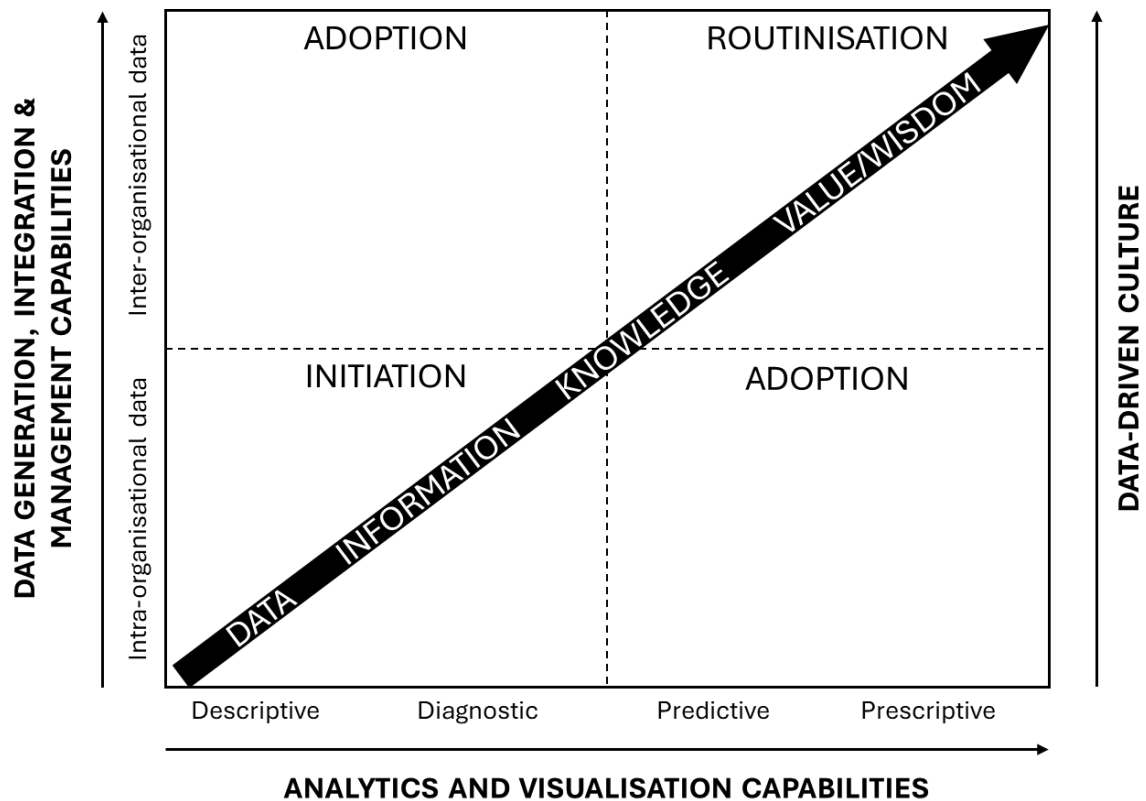 ADOPTION
ROUTINISATION
INITIATION
ADOPTION
DATA
INFORMATION
KNOWLEDGE
VALUE/WISDOM
DATA GENERATION, INTEGRATION &
MANAGEMENT CAPABILITIES
Inter-organisational data
Intra-organisational data
DATA-DRIVEN CULTURE
Descriptive
Diagnostic
Predictive
Prescriptive
ANALYTICS AND VISUALISATION CAPABILITIES